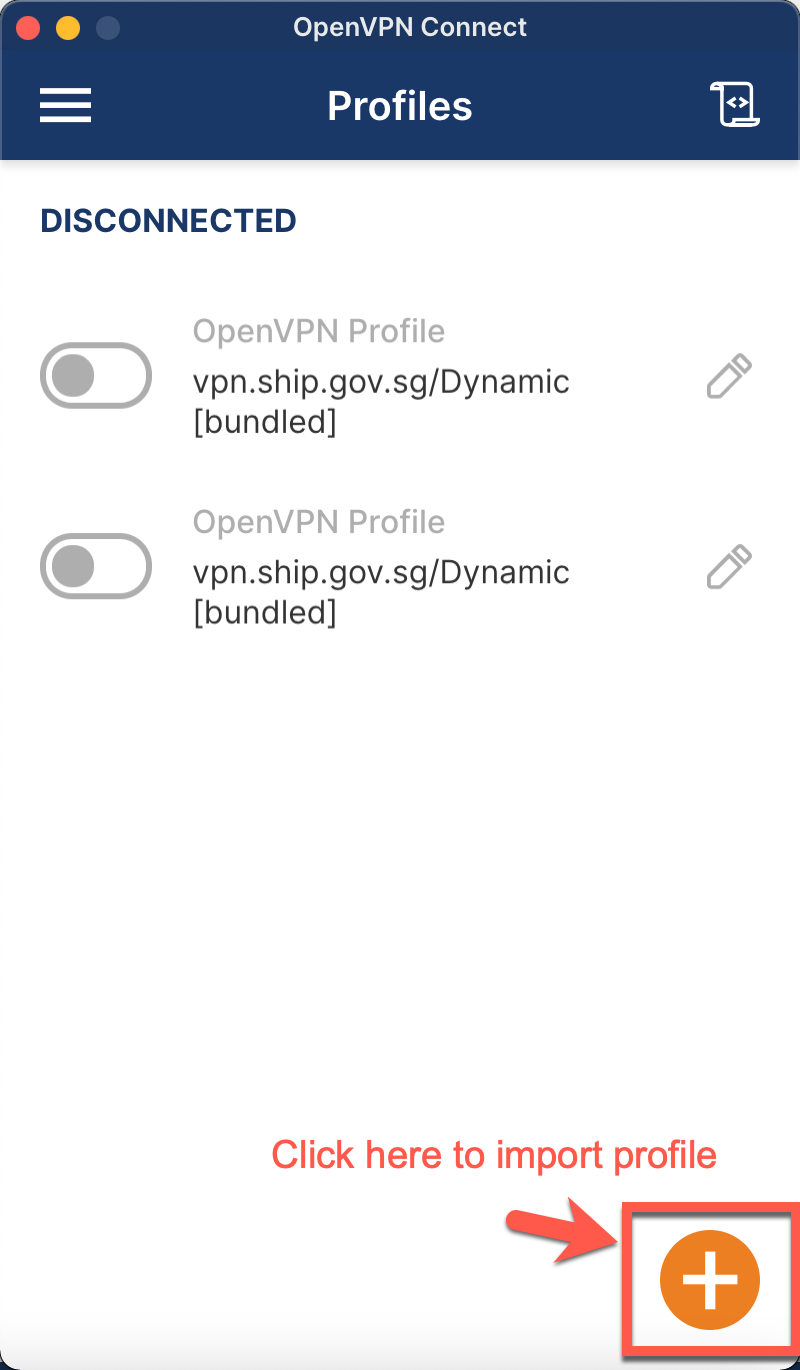 OpenVPN Connect
Profiles
DISCONNECTED
OpenVPN Profile
vpn.ship.gov.sg/Dynamic
[bundled]
OpenVPN Profile
vpn.ship.gov.sg/Dynamic
[bundled]
Click here to import profile